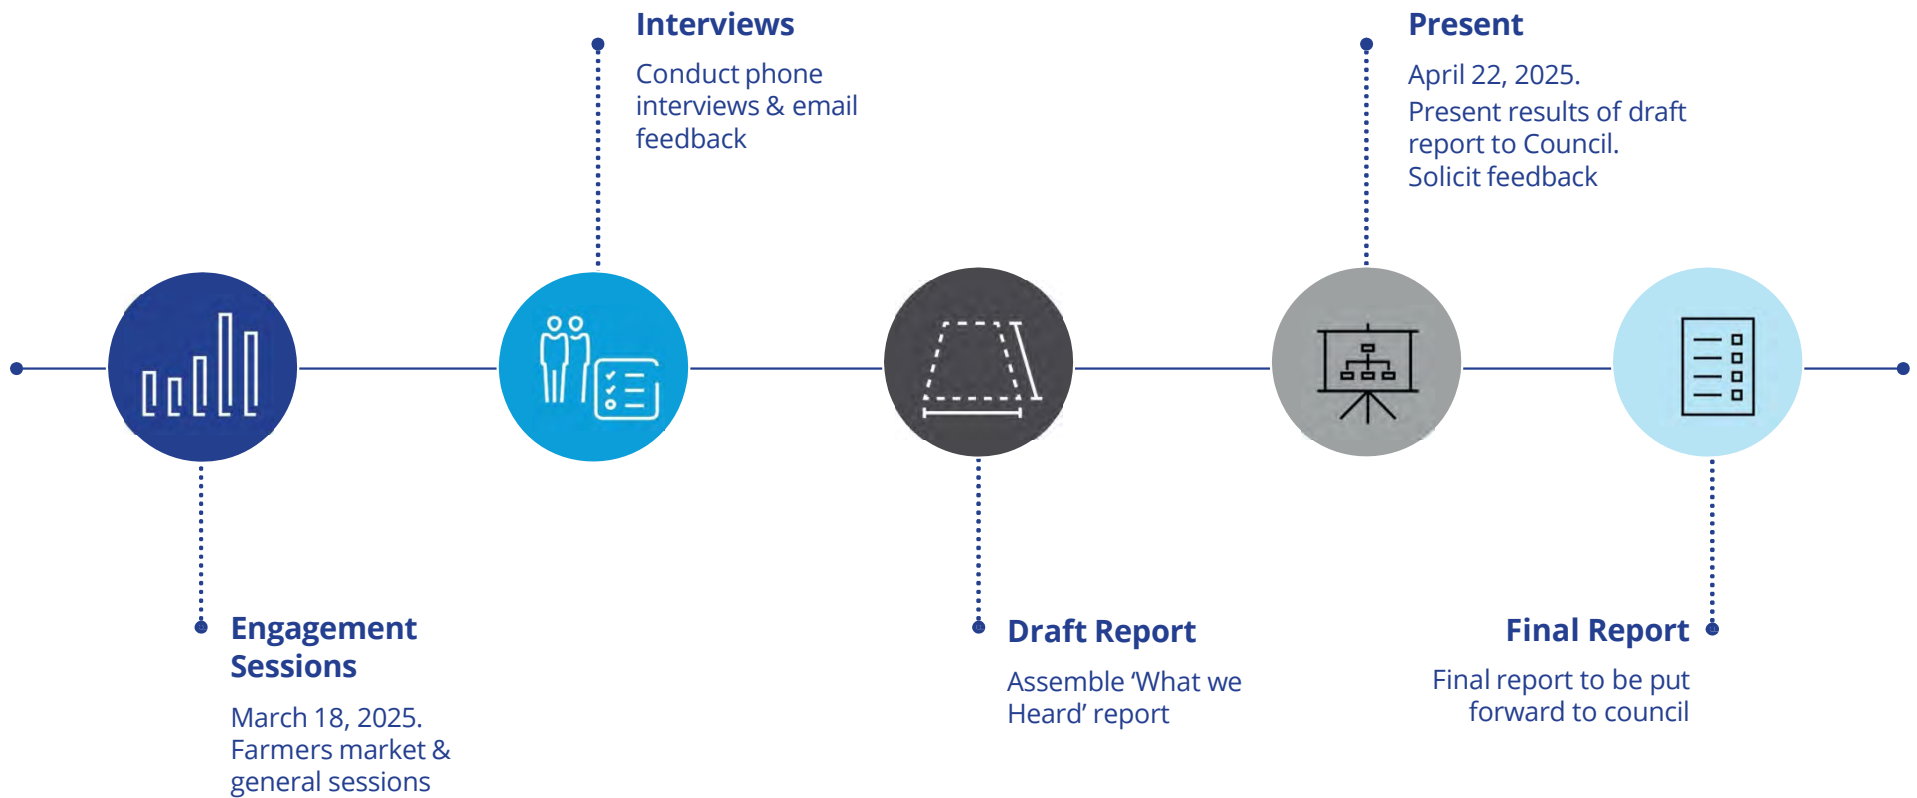 Interviews
Conduct phone
interviews & email
feedback
Present
April 22, 2025.
Present results of draft
report to Council.
Solicit feedback
Engagement
Sessions
March 18, 2025.
Farmers market &
general sessions
Draft Report
Assemble ‘What we
Heard’ report
Final Report
Final report to be put
forward to council